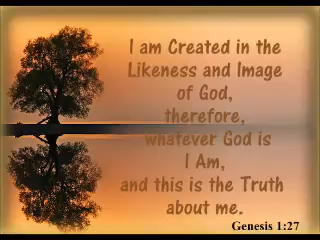 I am Created in the
Likeness and Image
of God,
therefore,
whatever God is
I Am,
and this is the Truth
about me.
Genesis 1:27